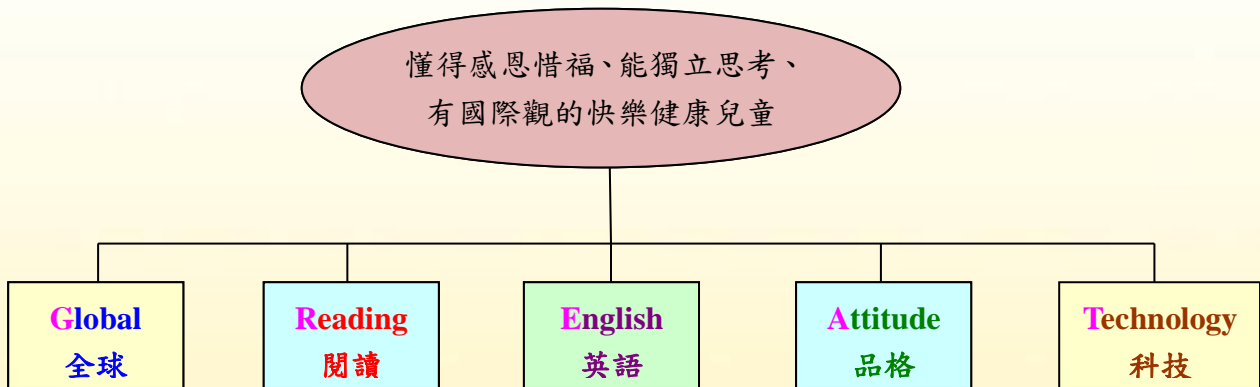 懂得感恩惜福、能獨立思考、
有國際觀的快樂健康兒童
Global
全球
Reading
閱讀
English
英語
Attitude
品格
Technology
科技